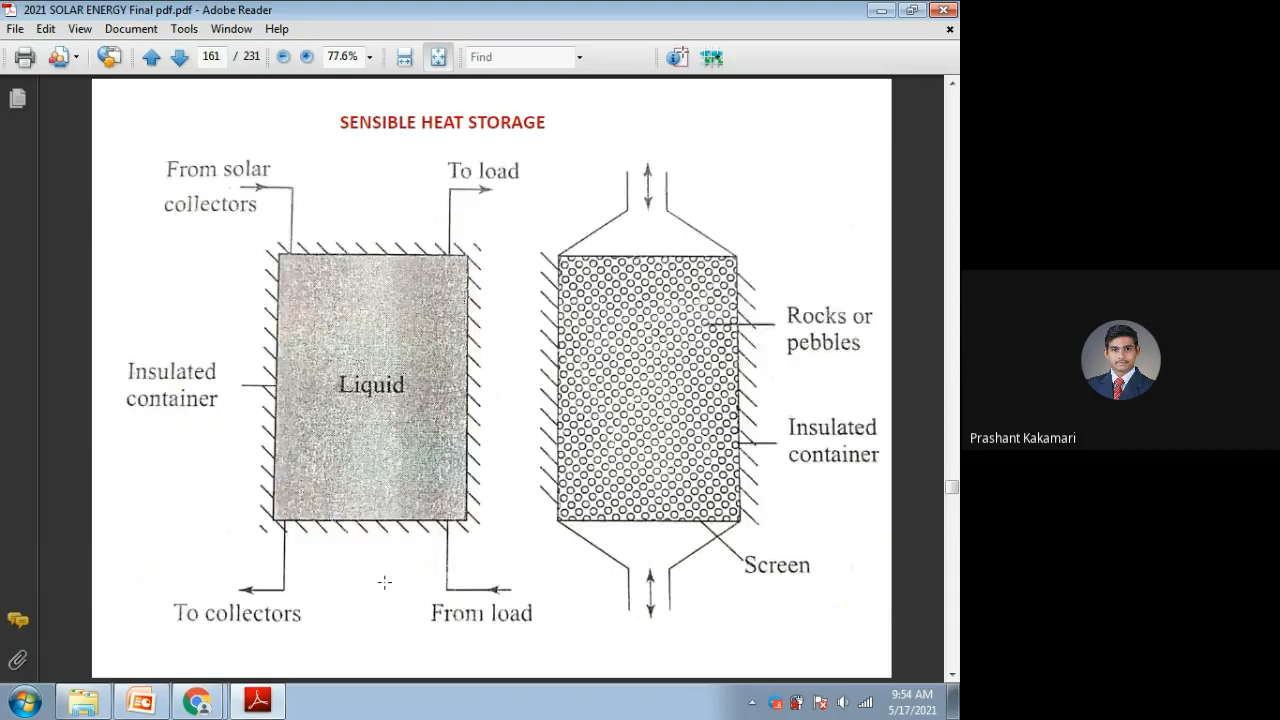 2021 SOLAR ENERGY Final pdf.pdf - Adobe Reader
File Edit View Document Tools Window Help
161 / 231 77.6% Find
SENSIBLE HEAT STORAGE
From solar
collectors
To load
Insulated
container
Liquid
To collectors
From load
Rocks or
pebbles
Insulated
container
Screen
Prashant Kakamari
9:54 AM
5/17/2021